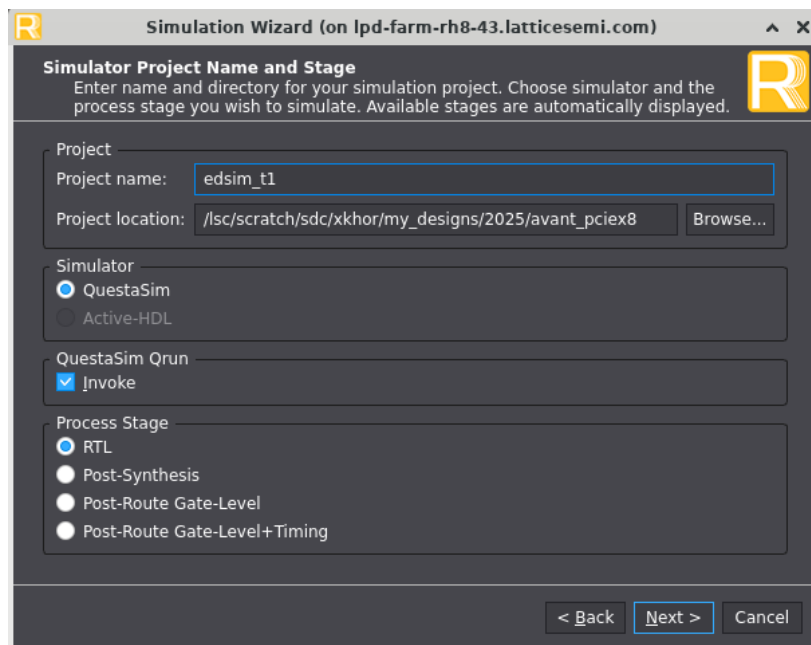 R
Simulation Wizard (on lpd-farm-rh8-43.latticesemi.com)
Simulator Project Name and Stage
Enter name and directory for your simulation project. Choose simulator and the
process stage you wish to simulate. Available stages are automatically displayed.
R
Project
Project name:
edsim_t1
Project location:
/lsc/scratch/sdc/xkhor/my_designs/2025/avant_pciex8
Browse...
Simulator
QuestaSim
Active-HDL
QuestaSim Qrun
Invoke
Process Stage
RTL
Post-Synthesis
Post-Route Gate-Level
Post-Route Gate-Level+Timing
< Back
Next >
Cancel